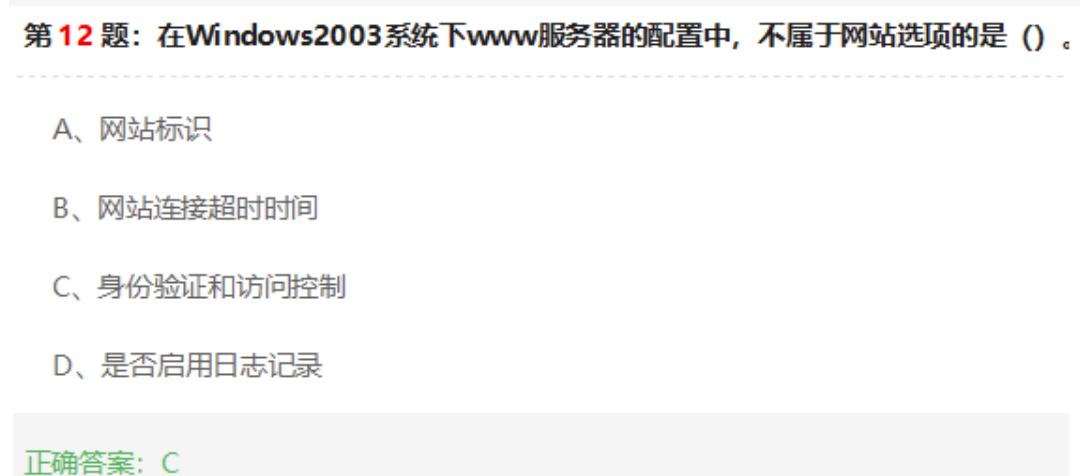 第 12 题：在Windows2003系统下www服务器的配置中，不属于网站选项的是（）。
A、网站标识
B、网站连接超时时间
C、身份验证和访问控制
D、是否启用日志记录
正确答案：C